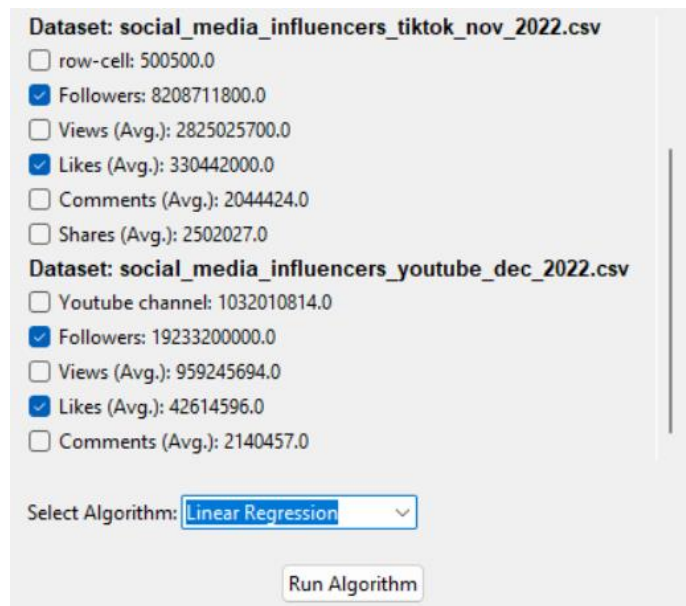 Dataset: social_media_influencers_tiktok_nov_2022.csv
row-cell: 500500.0
Followers: 8208711800.0
Views (Avg.): 2825025700.0
Likes (Avg.): 330442000.0
Comments (Avg.): 2044424.0
Shares (Avg.): 2502027.0
Dataset: social_media_influencers_youtube_dec_2022.csv
Youtube channel: 1032010814.0
Followers: 19233200000.0
Views (Avg.): 959245694.0
Likes (Avg.): 42614596.0
Comments (Avg.): 2140457.0
Select Algorithm: Linear Regression
Run Algorithm